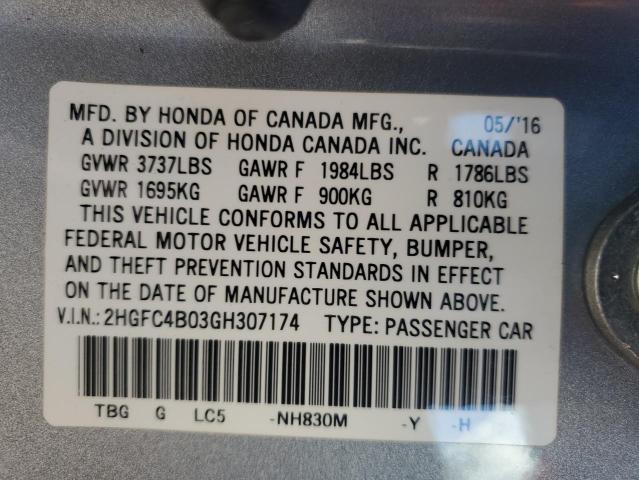 MFD. BY HONDA OF CANADA MFG., 05/'16
A DIVISION OF HONDA CANADA INC. CANADA
GVWR 3737LBS GAWR F 1984LBS R 1786LBS
GVWR 1695KG GAWR F 900KG R 810KG
THIS VEHICLE CONFORMS TO ALL APPLICABLE
FEDERAL MOTOR VEHICLE SAFETY, BUMPER,
AND THEFT PREVENTION STANDARDS IN EFFECT
ON THE DATE OF MANUFACTURE SHOWN ABOVE.
V.I.N.: 2HGFC4B03GH307174 TYPE: PASSENGER CAR
TBG G LC5 -NH830M -Y -H